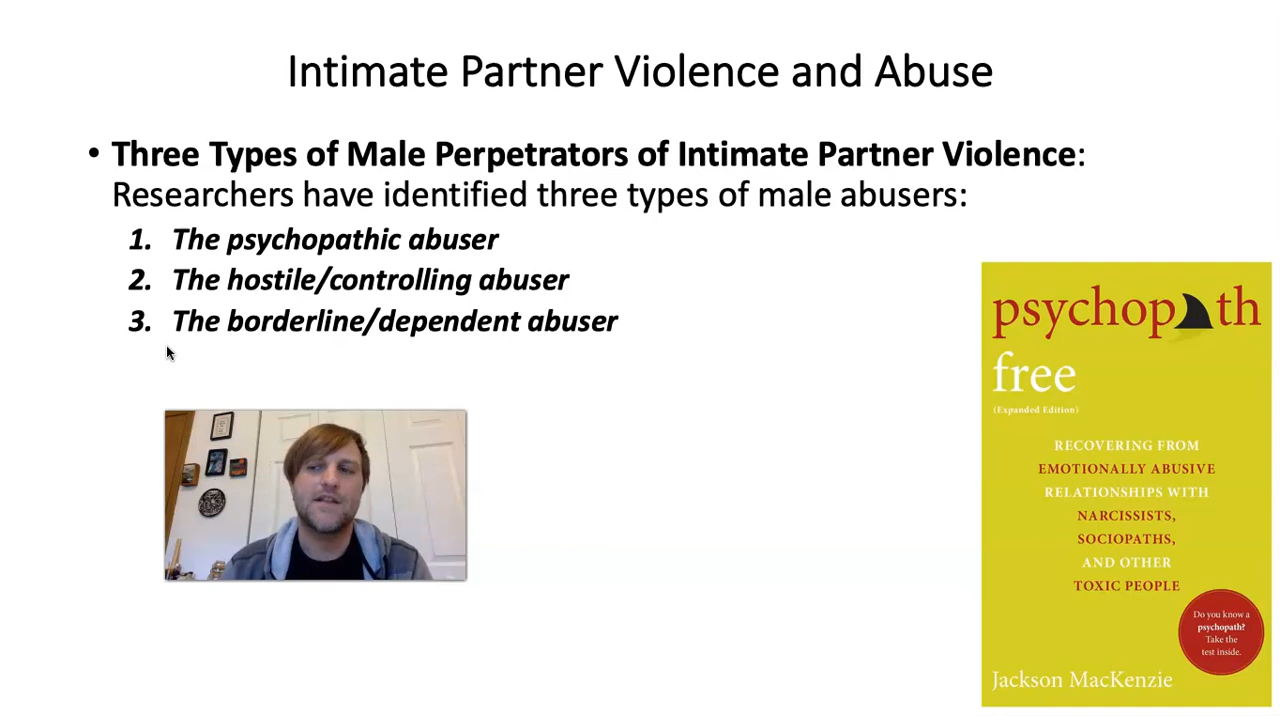 Intimate Partner Violence and Abuse
• Three Types of Male Perpetrators of Intimate Partner Violence:
Researchers have identified three types of male abusers:
1. The psychopathic abuser
2. The hostile/controlling abuser
3. The borderline/dependent abuser
psychopath
free
(Expanded Edition)
RECOVERING FROM
EMOTIONALLY ABUSIVE
RELATIONSHIPS WITH
NARCISSISTS,
SOCIOPATHS,
AND OTHER
TOXIC PEOPLE
Do you know a
psychopath?
Take the
test inside.
Jackson MacKenzie